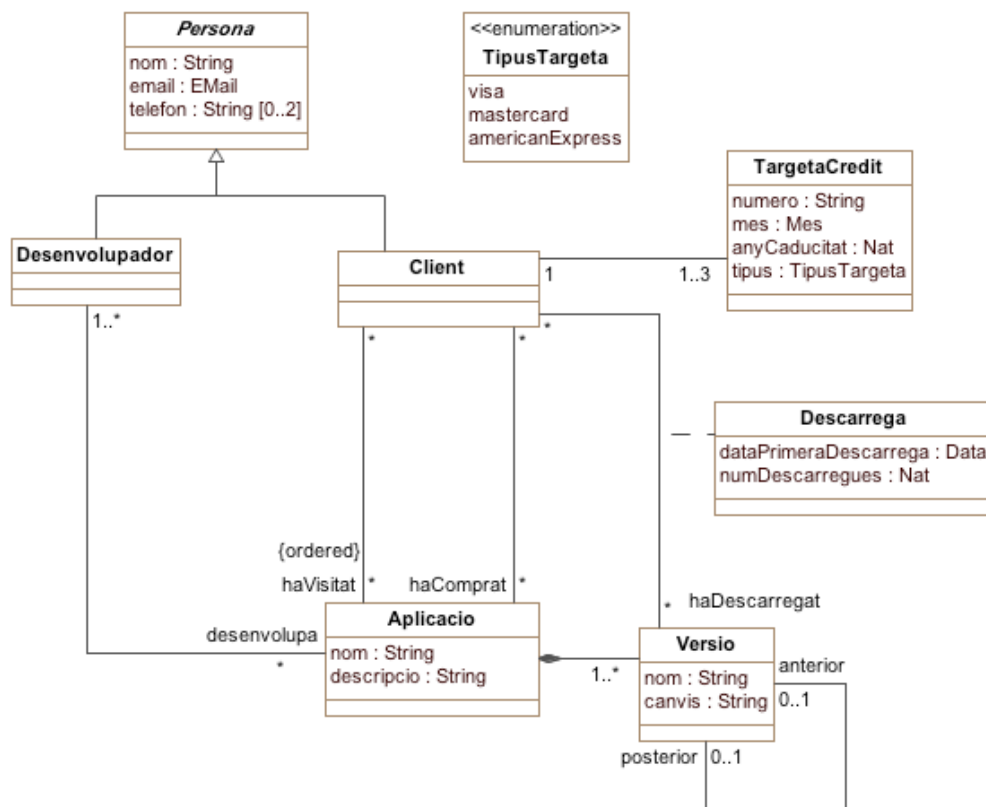 Persona
nom : String
email : EMail
telefon : String [0..2]
<<enumeration>>
TipusTargeta
visa
mastercard
americanExpress
TargetaCredit
numero : String
mes : Mes
anyCaducitat : Nat
tipus : TipusTargeta
Desenvolupador
Client
1
1..3
1..*
*
*
*
Descarrega
dataPrimeraDescarrega : Data
numDescarregues : Nat
{ordered}
haVisitat
*
haComprat
*
haDescarregat
*
desenvolupa
*
Aplicacio
nom : String
descripcio : String
1..*
Versio
nom : String
canvis : String
anterior
0..1
posterior
0..1